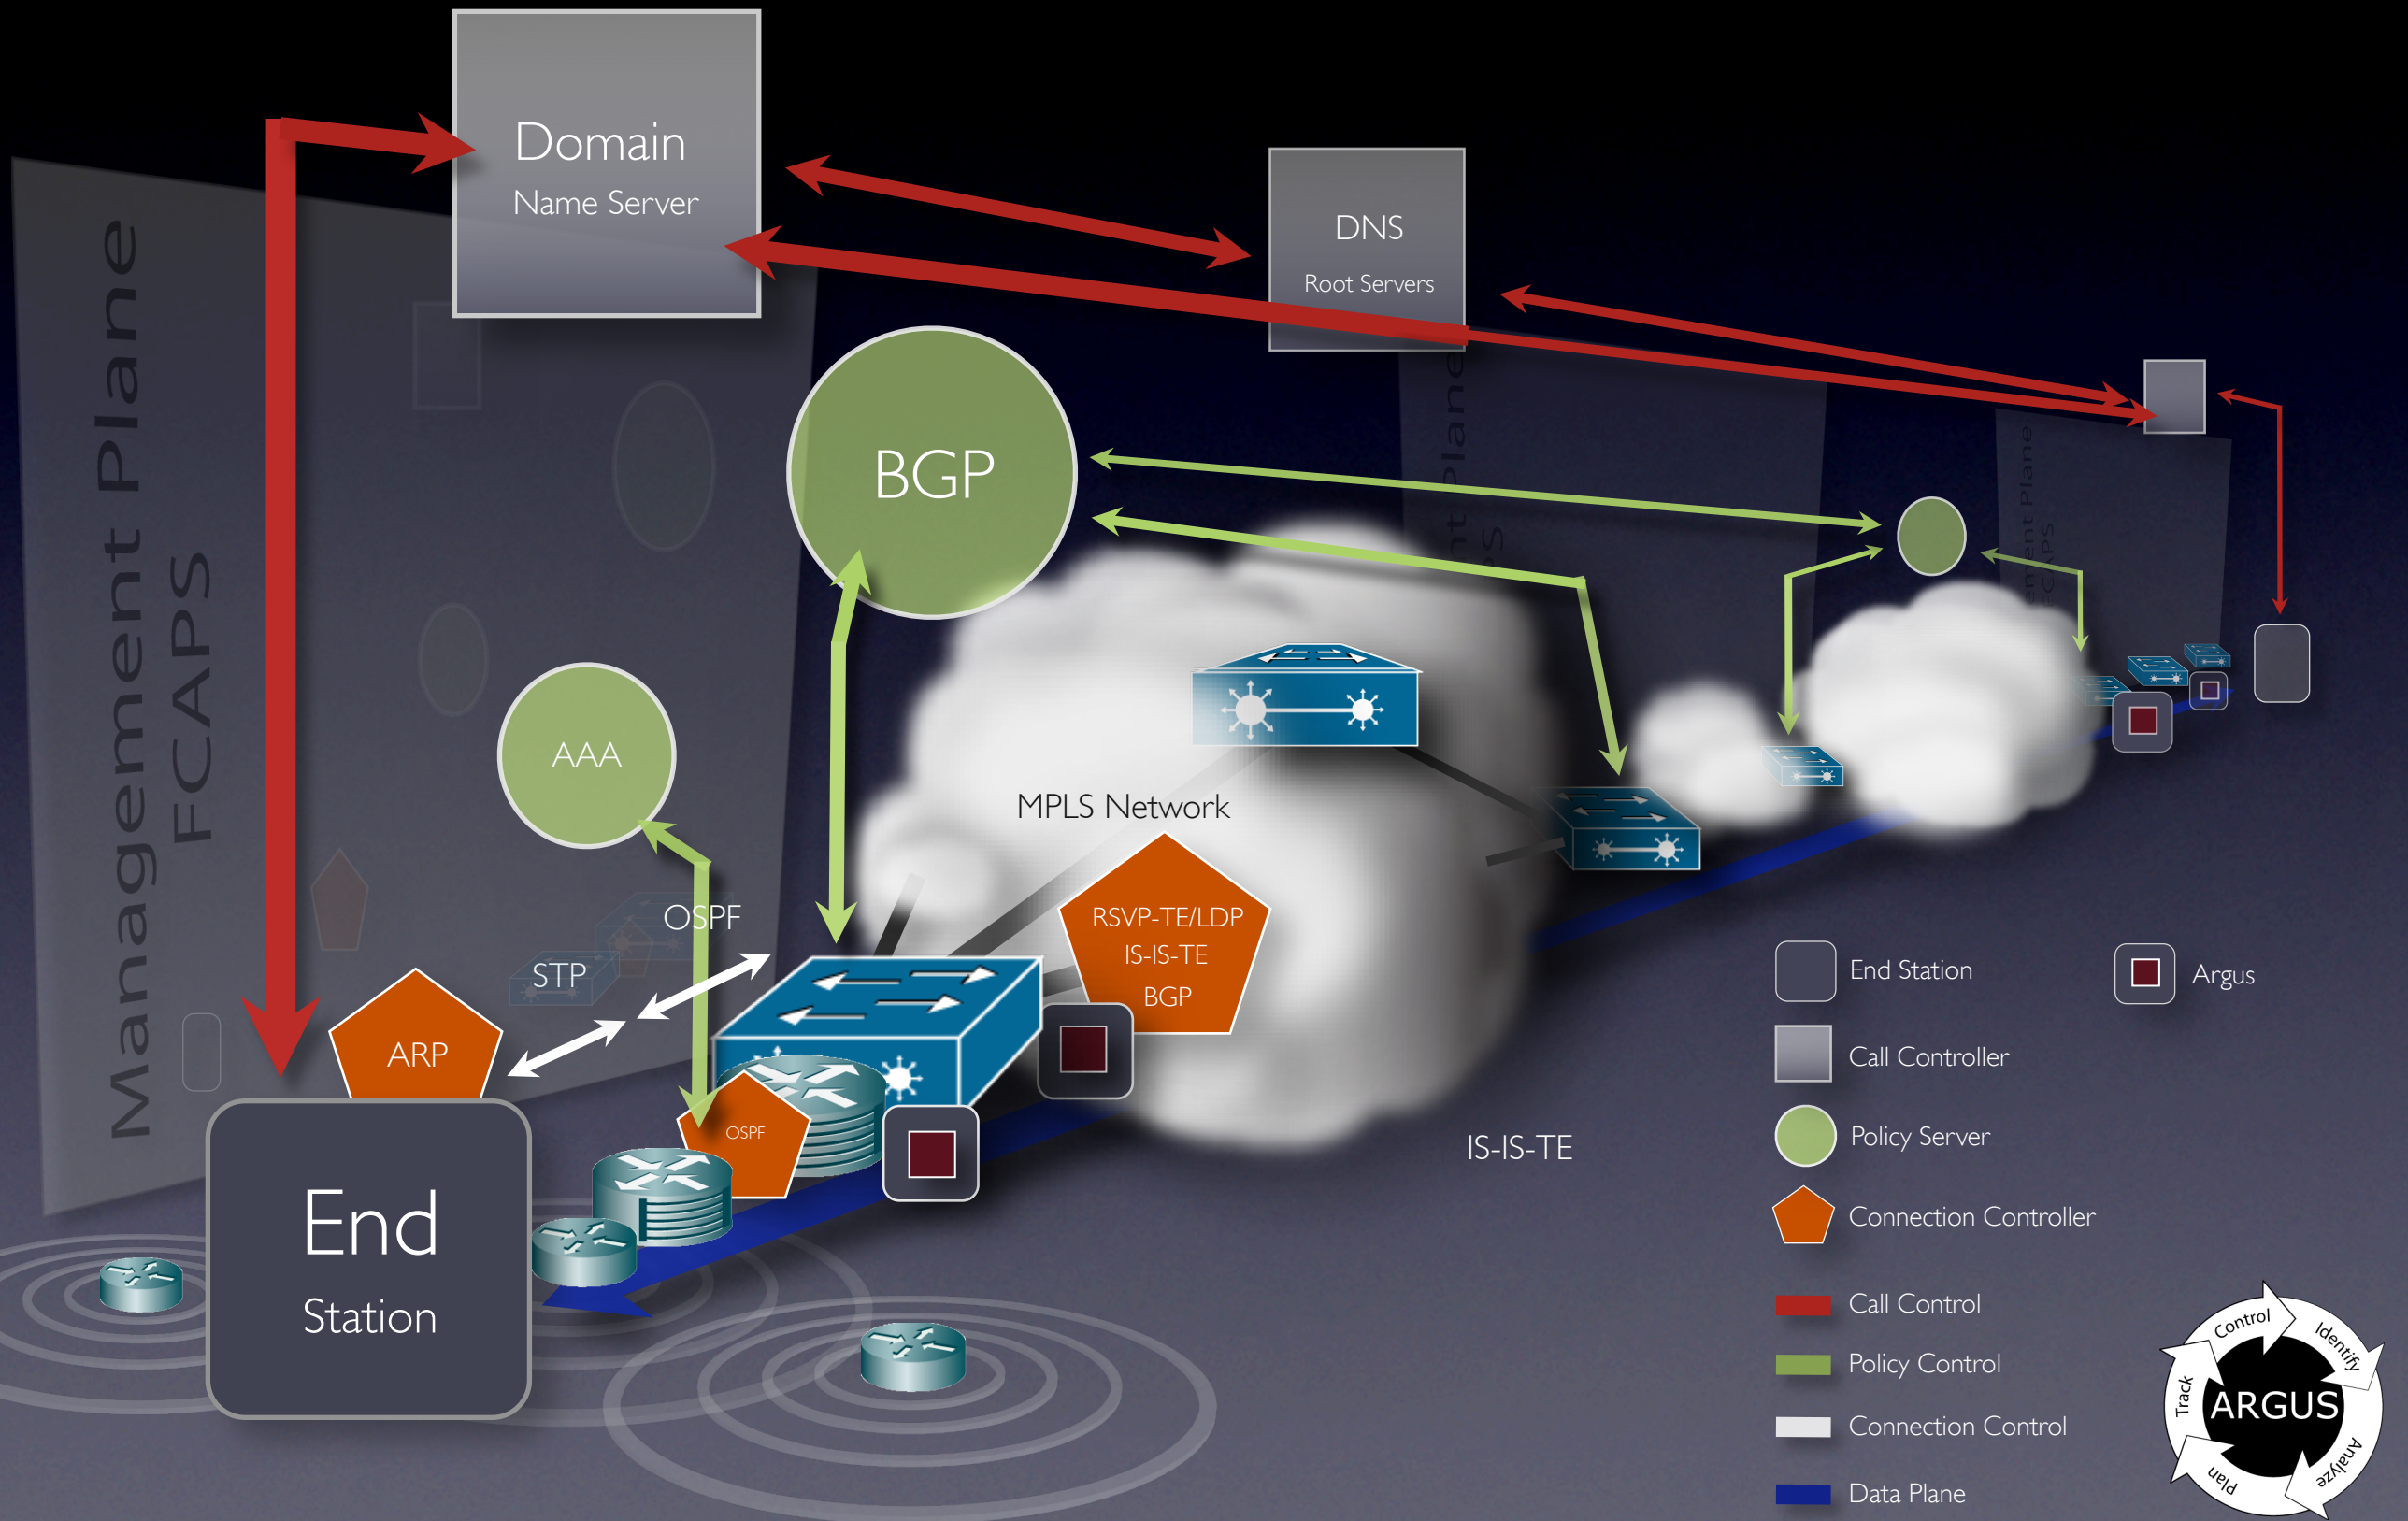 Domain
Name Server
DNS
Root Servers
Management Plane
FCAPS
BGP
AAA
MPLS Network
OSPF
STP
RSVP-TE/LDP
IS-IS-TE
BGP
ARP
OSPF
IS-IS-TE
End
Station
End Station
Argus
Call Controller
Policy Server
Connection Controller
Call Control
Policy Control
Connection Control
Data Plane
Control
Identify
Analyze
Plan
Track
ARGUS